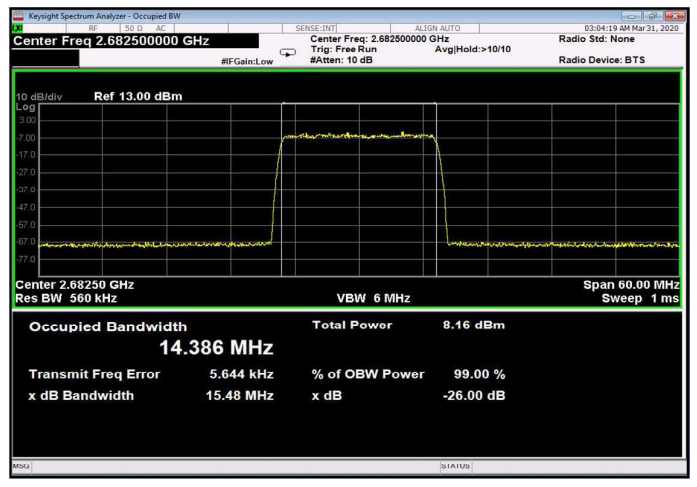 Keysight Spectrum Analyzer - Occupied BW
LXI RF 50 Ω AC SENSE:INT ALIGN AUTO 03:04:19 AM Mar 31, 2020
Center Freq 2.682500000 GHz Center Freq: 2.682500000 GHz Radio Std: None
Trig: Free Run Avg|Hold:>10/10
#IFGain:Low #Atten: 10 dB Radio Device: BTS
10 dB/div Ref 13.00 dBm
Log
3.00
-7.00
-17.0
-27.0
-37.0
-47.0
-57.0
-67.0
-77.0
Center 2.68250 GHz Span 60.00 MHz
Res BW 560 kHz VBW 6 MHz Sweep 1 ms
Occupied Bandwidth Total Power 8.16 dBm
14.386 MHz
Transmit Freq Error 5.644 kHz % of OBW Power 99.00 %
x dB Bandwidth 15.48 MHz x dB -26.00 dB
MSG STATUS